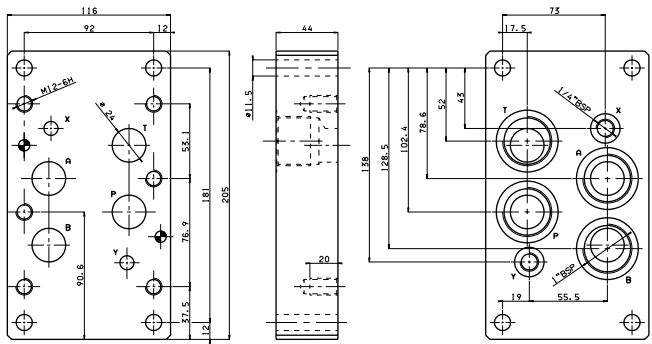 116
92
12
M12-6H
ø 24
X
T
A
P
B
Y
53.1
181
205
76.9
90.6
37.5
12
44
ø11.5
20
73
17.5
1/4"BSP
X
T
A
43
52
78.6
102.4
128.5
138
P
Y
1"BSP
B
19
55.5